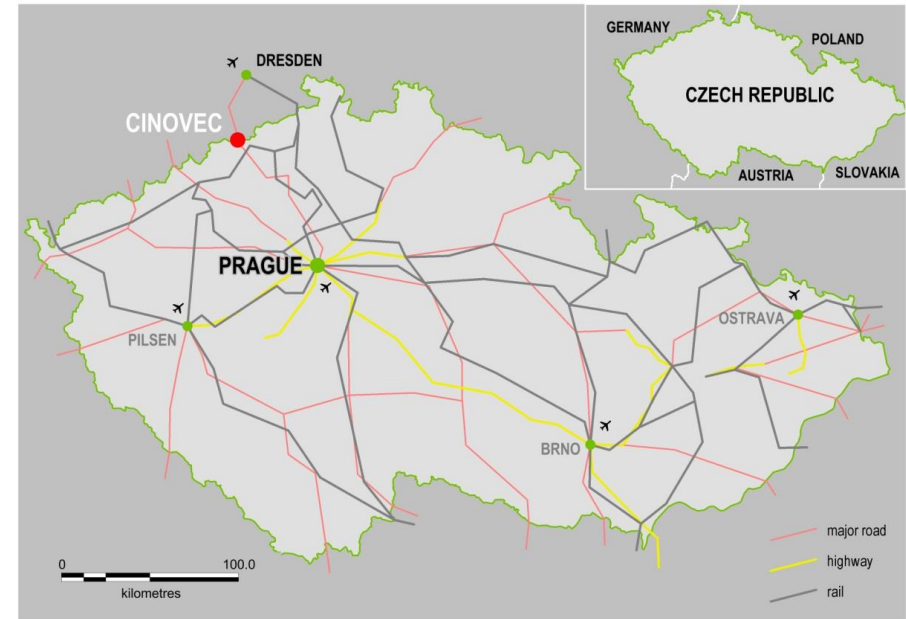 GERMANY
POLAND
CZECH REPUBLIC
AUSTRIA
SLOVAKIA
DRESDEN
CINOVEC
PRAGUE
PILSEN
OSTRAVA
BRNO
major road
highway
rail
0 100.0
kilometres